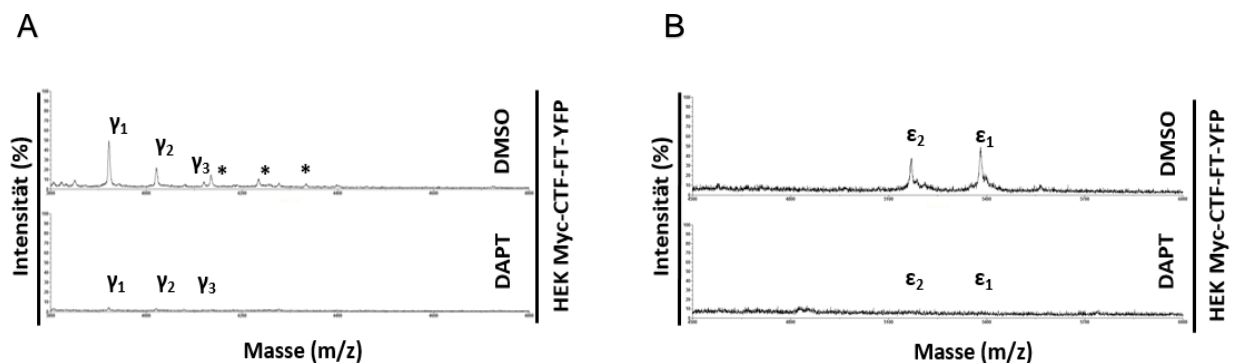 A
B
Intensität (%)
γ1
γ2
γ3 * * *
DMSO
γ1 γ2 γ3
DAPT
HEK Myc-CTF-FT-YFP
Masse (m/z)
Intensität (%)
ε2
ε1
DMSO
ε2 ε1
DAPT
HEK Myc-CTF-FT-YFP
Masse (m/z)